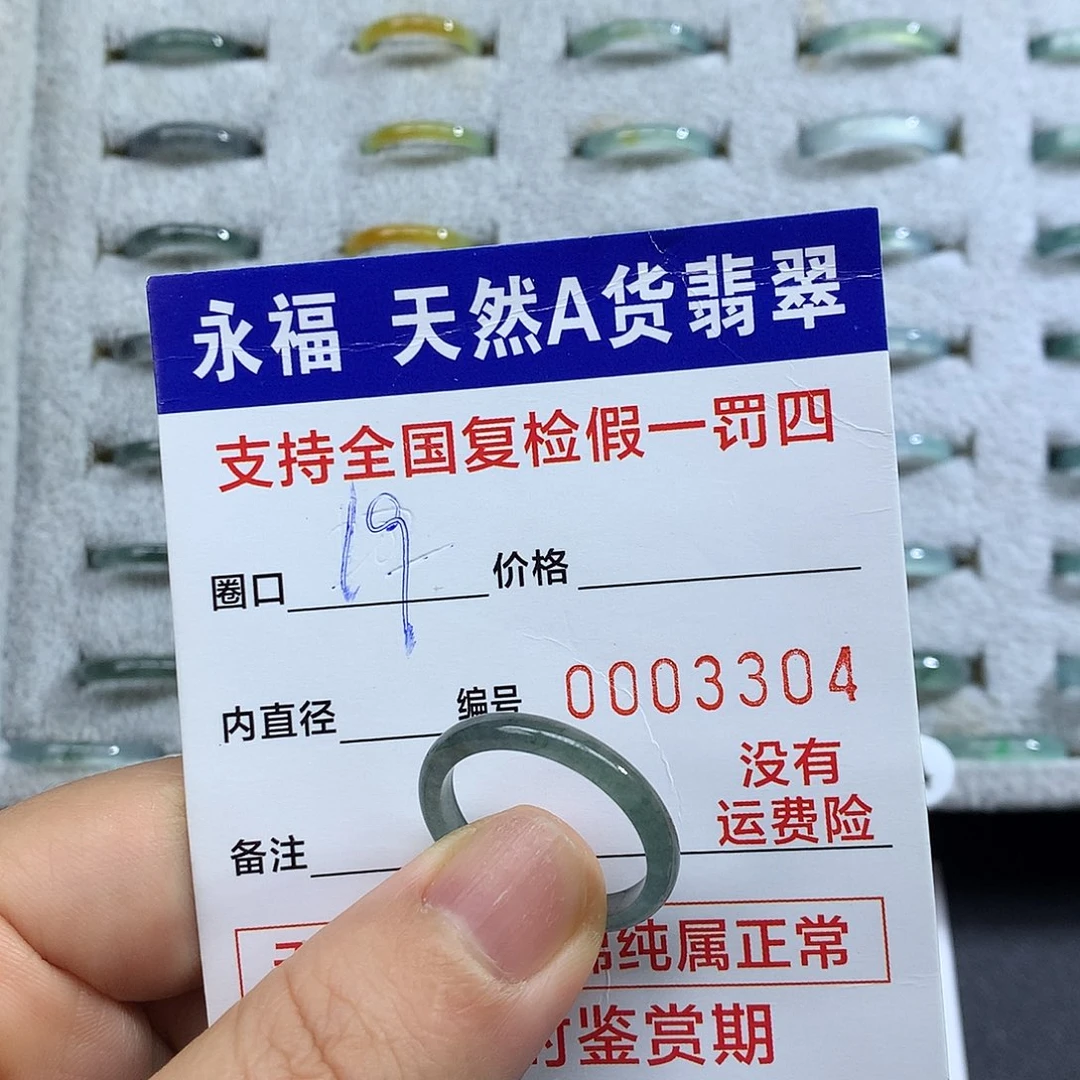 永福 天然A货翡翠
支持全国复检假一罚四
圈口 19 价格
内直径 编号 0003304
没有
运费险
备注
纯属正常
鉴赏期